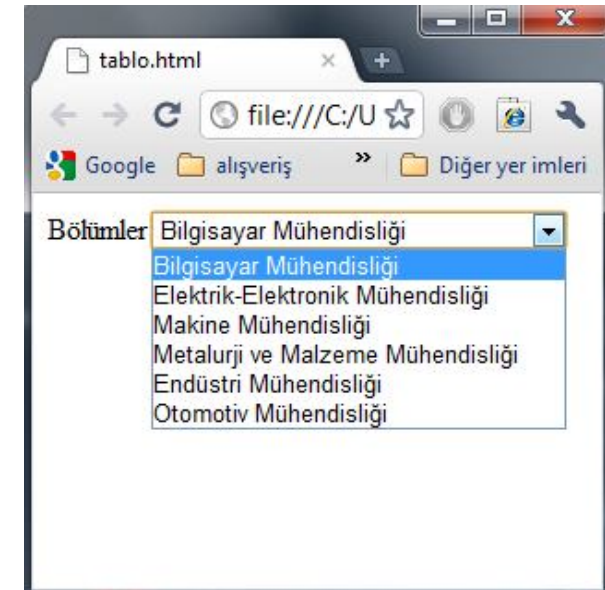 tablo.html
file:///C:/U
Google alışveriş » Diğer yer imleri
Bölümler Bilgisayar Mühendisliği
Bilgisayar Mühendisliği
Elektrik-Elektronik Mühendisliği
Makine Mühendisliği
Metalurji ve Malzeme Mühendisliği
Endüstri Mühendisliği
Otomotiv Mühendisliği